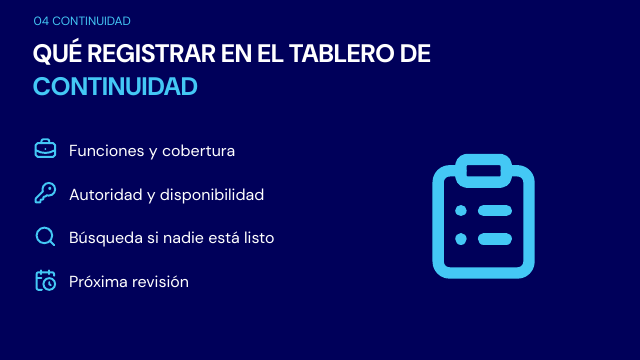 04 CONTINUIDAD
QUÉ REGISTRAR EN EL TABLERO DE
CONTINUIDAD
Funciones y cobertura
Autoridad y disponibilidad
Búsqueda si nadie está listo
Próxima revisión